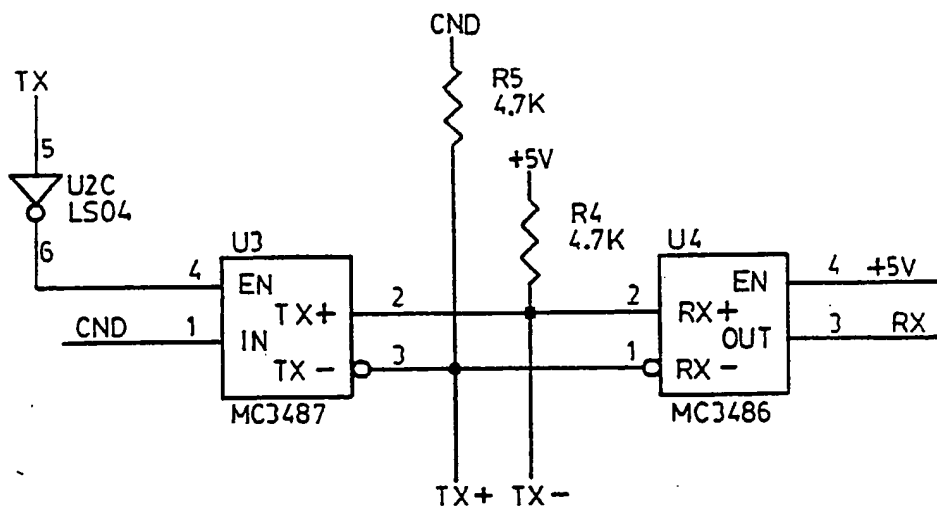 CND
R5
4.7K
TX
5
U2C
LS04
6
+5V
R4
4.7K
U3
4
EN
CND
1
IN
TX+
2
TX-
3
MC3487
U4
2
RX+
EN
4
+5V
OUT
3
RX
1
RX-
MC3486
TX+
TX-